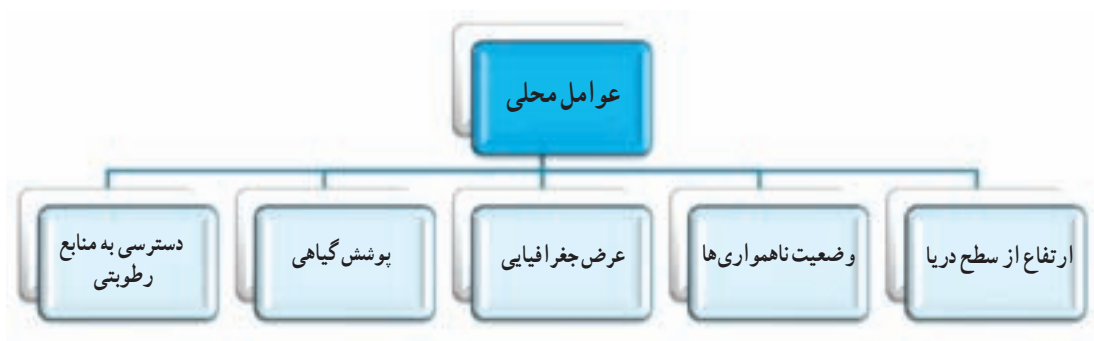 عوامل محلی
ارتفاع از سطح دریا
وضعیت ناهمواری‌ها
عرض جغرافیایی
پوشش گیاهی
دسترسی به منابع
رطوبتی